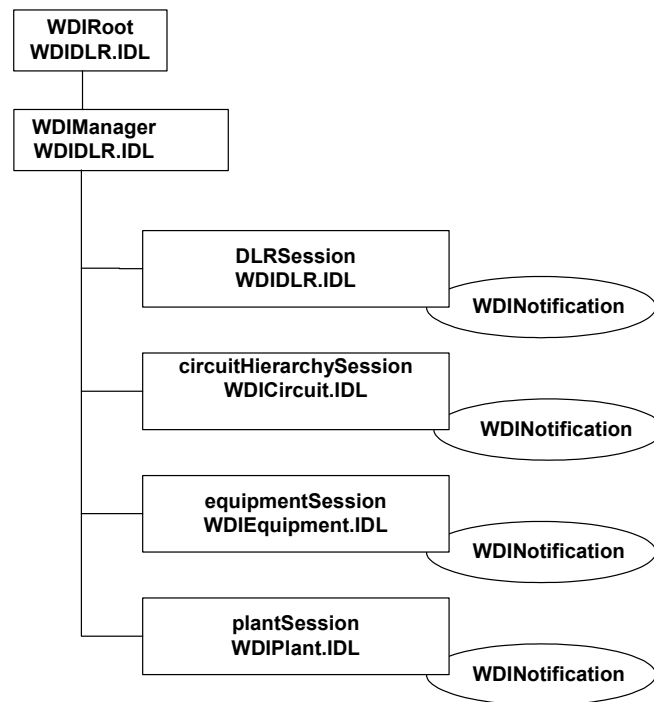 WDIRoot
WDIDLR.IDL
WDIManager
WDIDLR.IDL
DLRSession
WDIDLR.IDL
WDINotification
circuitHierarchySession
WDICircuit.IDL
WDINotification
equipmentSession
WDIEquipment.IDL
WDINotification
plantSession
WDIPlant.IDL
WDINotification